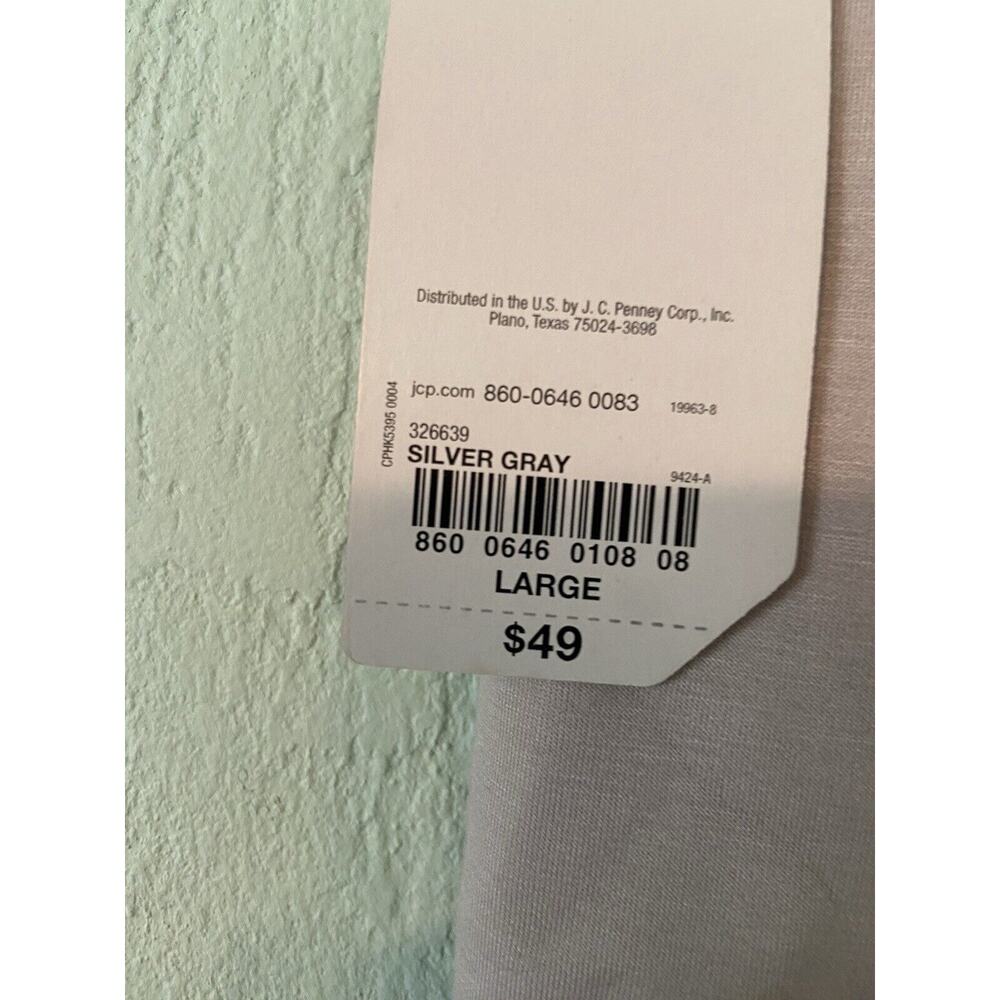 Distributed in the U.S. by J. C. Penney Corp., Inc.
Plano, Texas 75024-3698
jcp.com 860-0646 0083 19963-8
CPHK5395 0004
326639
SILVER GRAY 9424-A
860 0646 0108 08
LARGE
$49